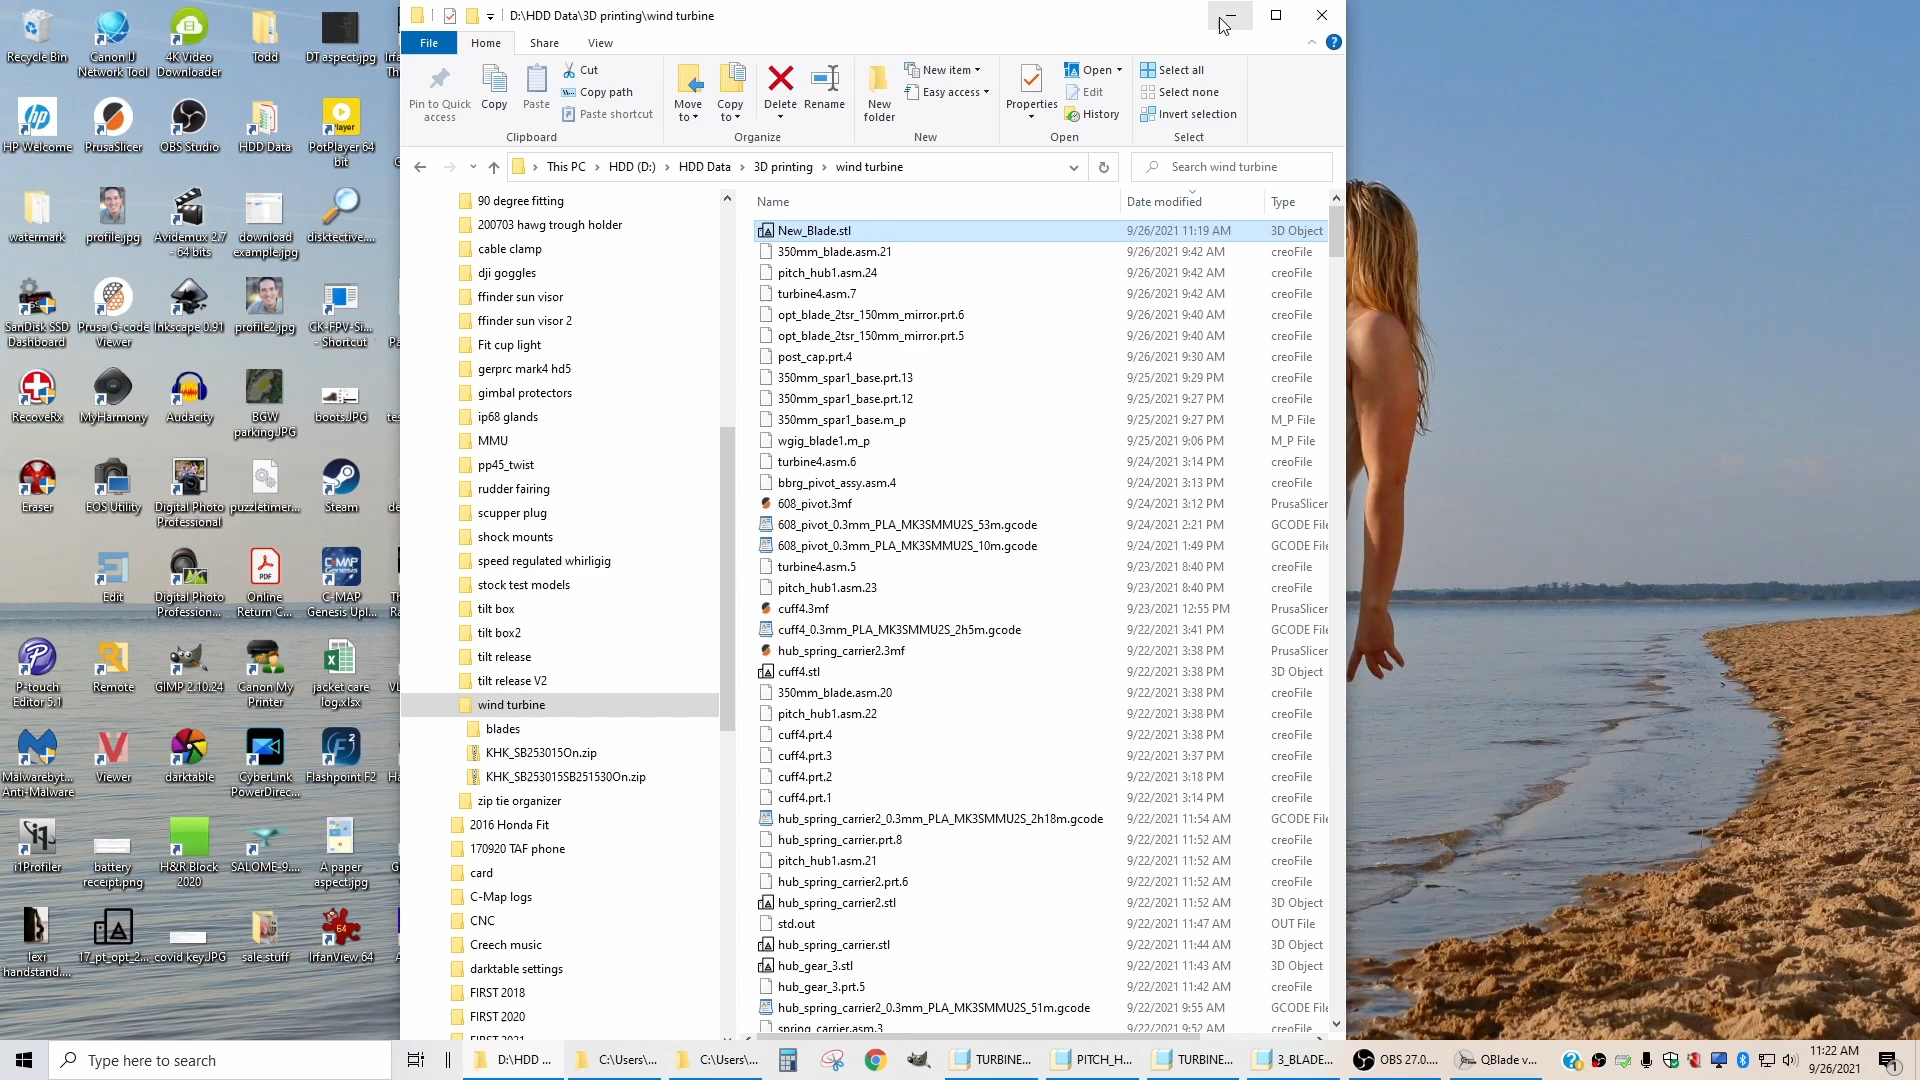 D:\HDD Data\3D printing\wind turbine
File
Home
Share
View
Pin to Quick access
Copy
Paste
Cut
Copy path
Paste shortcut
Clipboard
Move to
Copy to
Delete
Rename
Organize
New folder
New item
Easy access
New
Properties
Open
Edit
History
Open
Select all
Select none
Invert selection
Select
This PC > HDD (D:) > HDD Data > 3D printing > wind turbine
Search wind turbine
90 degree fitting
200703 hawg trough holder
cable clamp
dji goggles
ffinder sun visor
ffinder sun visor 2
Fit cup light
gerprc mark4 hd5
gimbal protectors
ip68 glands
MMU
pp45_twist
rudder fairing
scupper plug
shock mounts
speed regulated whirligig
stock test models
tilt box
tilt box2
tilt release
tilt release V2
wind turbine
blades
KHK_SB253015On.zip
KHK_SB253015SB251530On.zip
zip tie organizer
2016 Honda Fit
170920 TAF phone
card
C-Map logs
CNC
Creech music
darktable settings
FIRST 2018
FIRST 2020
FIRST 2021
Name Date modified Type
New_Blade.stl 9/26/2021 11:19 AM 3D Object
350mm_blade.asm.21 9/26/2021 9:42 AM creoFile
pitch_hub1.asm.24 9/26/2021 9:42 AM creoFile
turbine4.asm.7 9/26/2021 9:42 AM creoFile
opt_blade_2tsr_150mm_mirror.prt.6 9/26/2021 9:40 AM creoFile
opt_blade_2tsr_150mm_mirror.prt.5 9/26/2021 9:40 AM creoFile
post_cap.prt.4 9/26/2021 9:30 AM creoFile
350mm_spar1_base.prt.13 9/25/2021 9:29 PM creoFile
350mm_spar1_base.prt.12 9/25/2021 9:27 PM creoFile
350mm_spar1_base.m_p 9/25/2021 9:27 PM M_P File
wgig_blade1.m_p 9/25/2021 9:06 PM M_P File
turbine4.asm.6 9/24/2021 3:14 PM creoFile
bbrg_pivot_assy.asm.4 9/24/2021 3:13 PM creoFile
608_pivot.3mf 9/24/2021 3:12 PM PrusaSlicer
608_pivot_0.3mm_PLA_MK3SMMU2S_53m.gcode 9/24/2021 2:21 PM GCODE File
608_pivot_0.3mm_PLA_MK3SMMU2S_10m.gcode 9/24/2021 1:49 PM GCODE File
turbine4.asm.5 9/23/2021 8:40 PM creoFile
pitch_hub1.asm.23 9/23/2021 8:40 PM creoFile
cuff4.3mf 9/23/2021 12:55 PM PrusaSlicer
cuff4_0.3mm_PLA_MK3SMMU2S_2h5m.gcode 9/22/2021 3:41 PM GCODE File
hub_spring_carrier2.3mf 9/22/2021 3:38 PM PrusaSlicer
cuff4.stl 9/22/2021 3:38 PM 3D Object
350mm_blade.asm.20 9/22/2021 3:38 PM creoFile
pitch_hub1.asm.22 9/22/2021 3:38 PM creoFile
cuff4.prt.4 9/22/2021 3:38 PM creoFile
cuff4.prt.3 9/22/2021 3:37 PM creoFile
cuff4.prt.2 9/22/2021 3:18 PM creoFile
cuff4.prt.1 9/22/2021 3:14 PM creoFile
hub_spring_carrier2_0.3mm_PLA_MK3SMMU2S_2h18m.gcode 9/22/2021 11:54 AM GCODE File
hub_spring_carrier.prt.8 9/22/2021 11:52 AM creoFile
pitch_hub1.asm.21 9/22/2021 11:52 AM creoFile
hub_spring_carrier2.prt.6 9/22/2021 11:52 AM creoFile
hub_spring_carrier2.stl 9/22/2021 11:52 AM 3D Object
std.out 9/22/2021 11:47 AM OUT File
hub_spring_carrier.stl 9/22/2021 11:44 AM 3D Object
hub_gear_3.stl 9/22/2021 11:43 AM 3D Object
hub_gear_3.prt.5 9/22/2021 11:42 AM creoFile
hub_spring_carrier2_0.3mm_PLA_MK3SMMU2S_51m.gcode 9/22/2021 9:55 AM GCODE File
spring_carrier.asm.3 9/22/2021 9:52 AM creoFile
Recycle Bin
Canon IJ Network Tool
4K Video Downloader
Todd
DT aspect.jpg
HP Welcome
PrusaSlicer
OBS Studio
HDD Data
PotPlayer 64 bit
watermark
profile.jpg
Avidemux 2.7 - 64 bits
download example.jpg
disktective....
SanDisk SSD Dashboard
Prusa G-code Viewer
Inkscape 0.91
profile2.jpg
CK-FPV-Si... - Shortcut
RecoveRx
MyHarmony
Audacity
BGW parking.JPG
boots.JPG
Eraser
EOS Utility
Digital Photo Professional
puzzletimer....
Steam
Edit
Digital Photo Profession...
Online Return C...
C-MAP Genesis Upl...
P-touch Editor 5.1
Remote
GIMP 2.10.24
Canon My Printer
jacket care log.xlsx
Malwarebyt... Anti-Malware
Viewer
darktable
CyberLink PowerDirec...
Flashpoint F2
i1Profiler
battery receipt.png
H&R Block 2020
SALOME-9....
A paper aspect.jpg
lexi handstand....
17_pt_opt_2...
covid key.JPG
sale stuff
IrfanView 64
Type here to search
D:\HDD ...
C:\Users\...
C:\Users\...
TURBINE...
PITCH_H...
TURBINE...
3_BLADE...
OBS 27.0....
QBlade v...
11:22 AM
9/26/2021